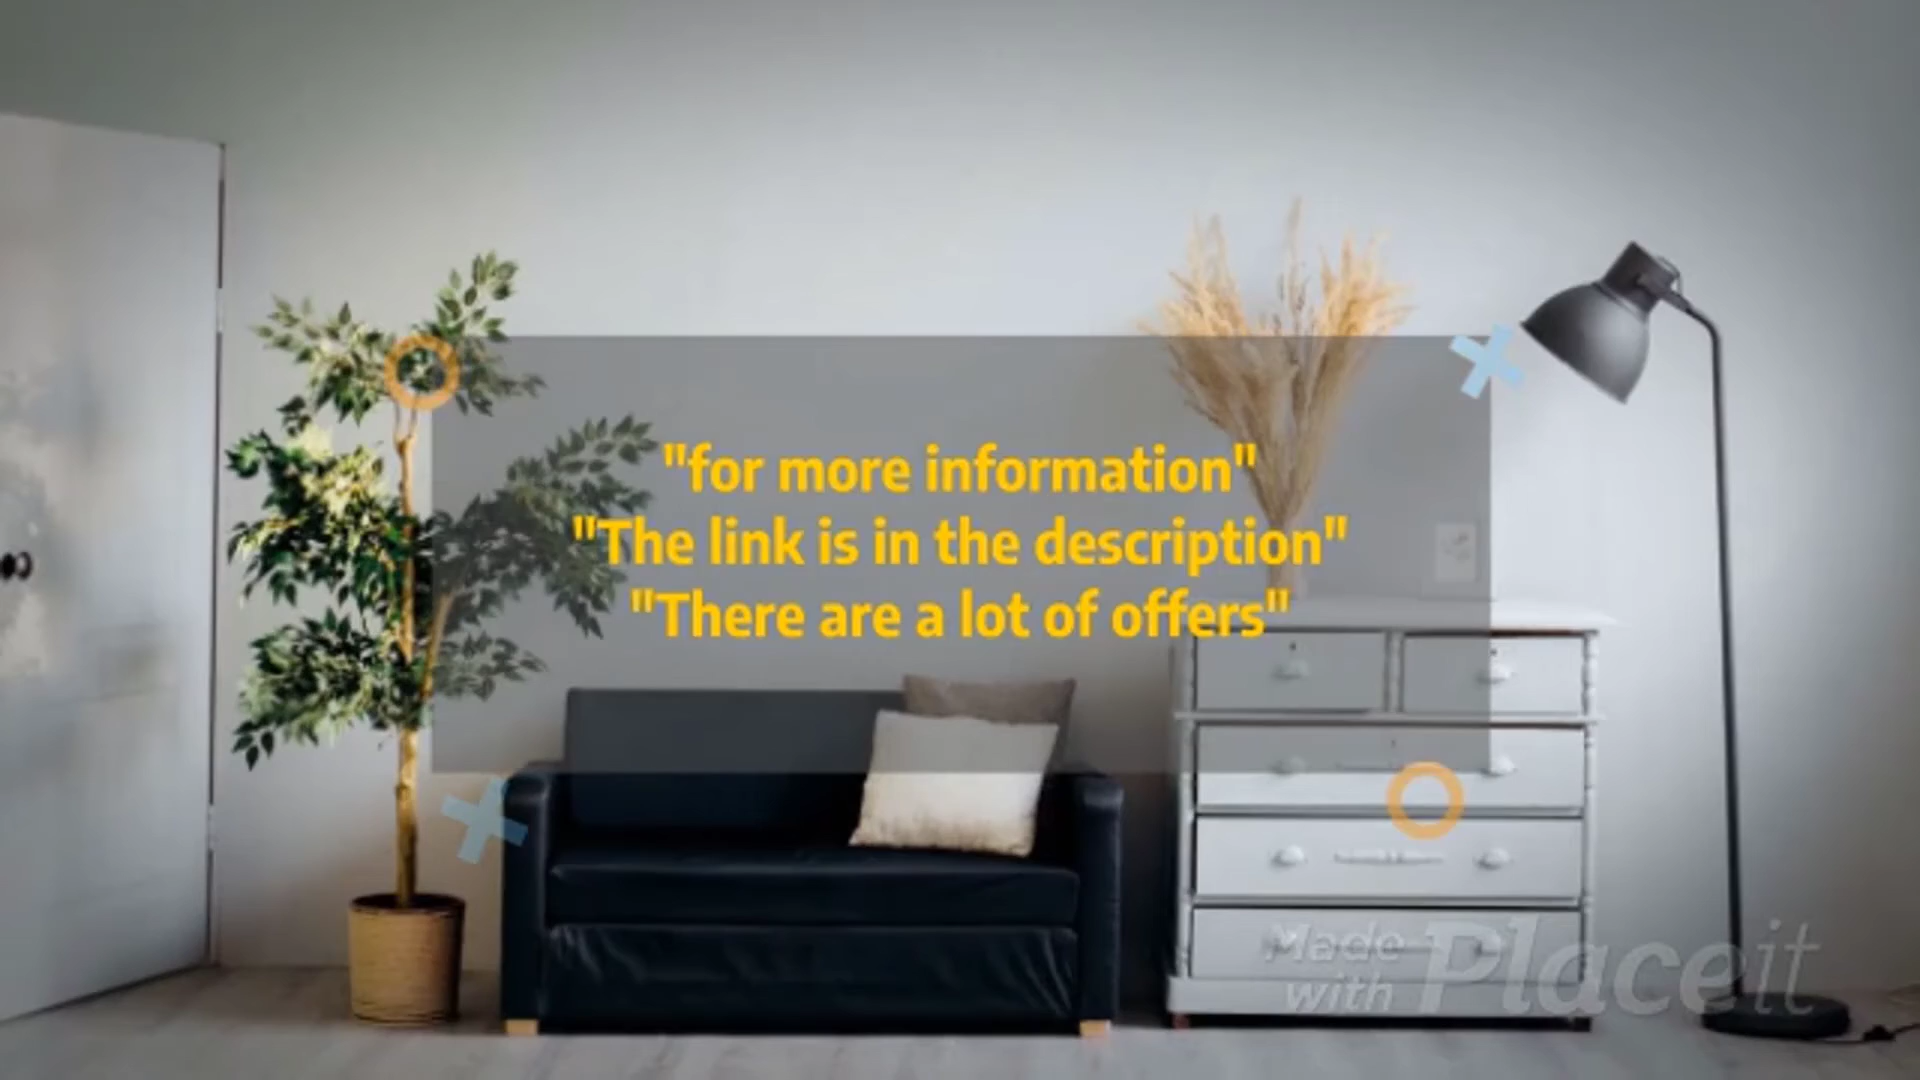 "for more information"
"The link is in the description"
"There are a lot of offers"
Made
with Placeit